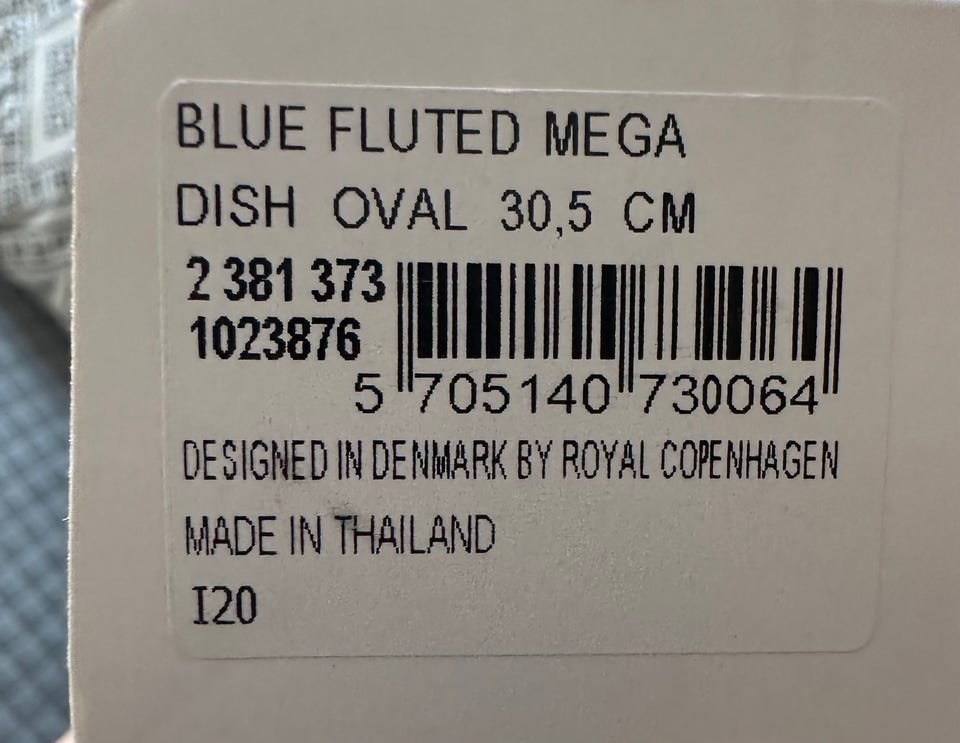 BLUE FLUTED MEGA
DISH OVAL 30,5 CM
2 381 373
1023876
5 705140 730064
DESIGNED IN DENMARK BY ROYAL COPENHAGEN
MADE IN THAILAND
I20